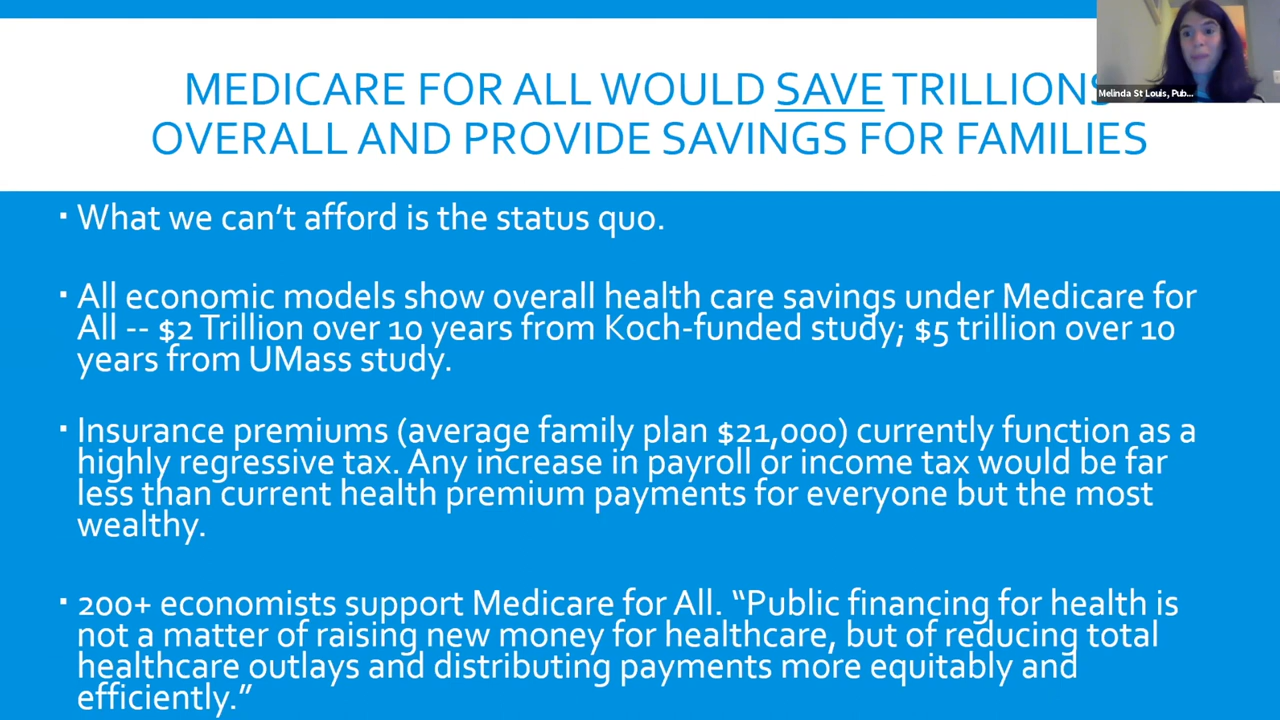 MEDICARE FOR ALL WOULD SAVE TRILLIONS
OVERALL AND PROVIDE SAVINGS FOR FAMILIES
Melinda St Louis, Pub...
▪ What we can’t afford is the status quo.
▪ All economic models show overall health care savings under Medicare for
All -- $2 Trillion over 10 years from Koch-funded study; $5 trillion over 10
years from UMass study.
▪ Insurance premiums (average family plan $21,000) currently function as a
highly regressive tax. Any increase in payroll or income tax would be far
less than current health premium payments for everyone but the most
wealthy.
▪ 200+ economists support Medicare for All. “Public financing for health is
not a matter of raising new money for healthcare, but of reducing total
healthcare outlays and distributing payments more equitably and
efficiently.”